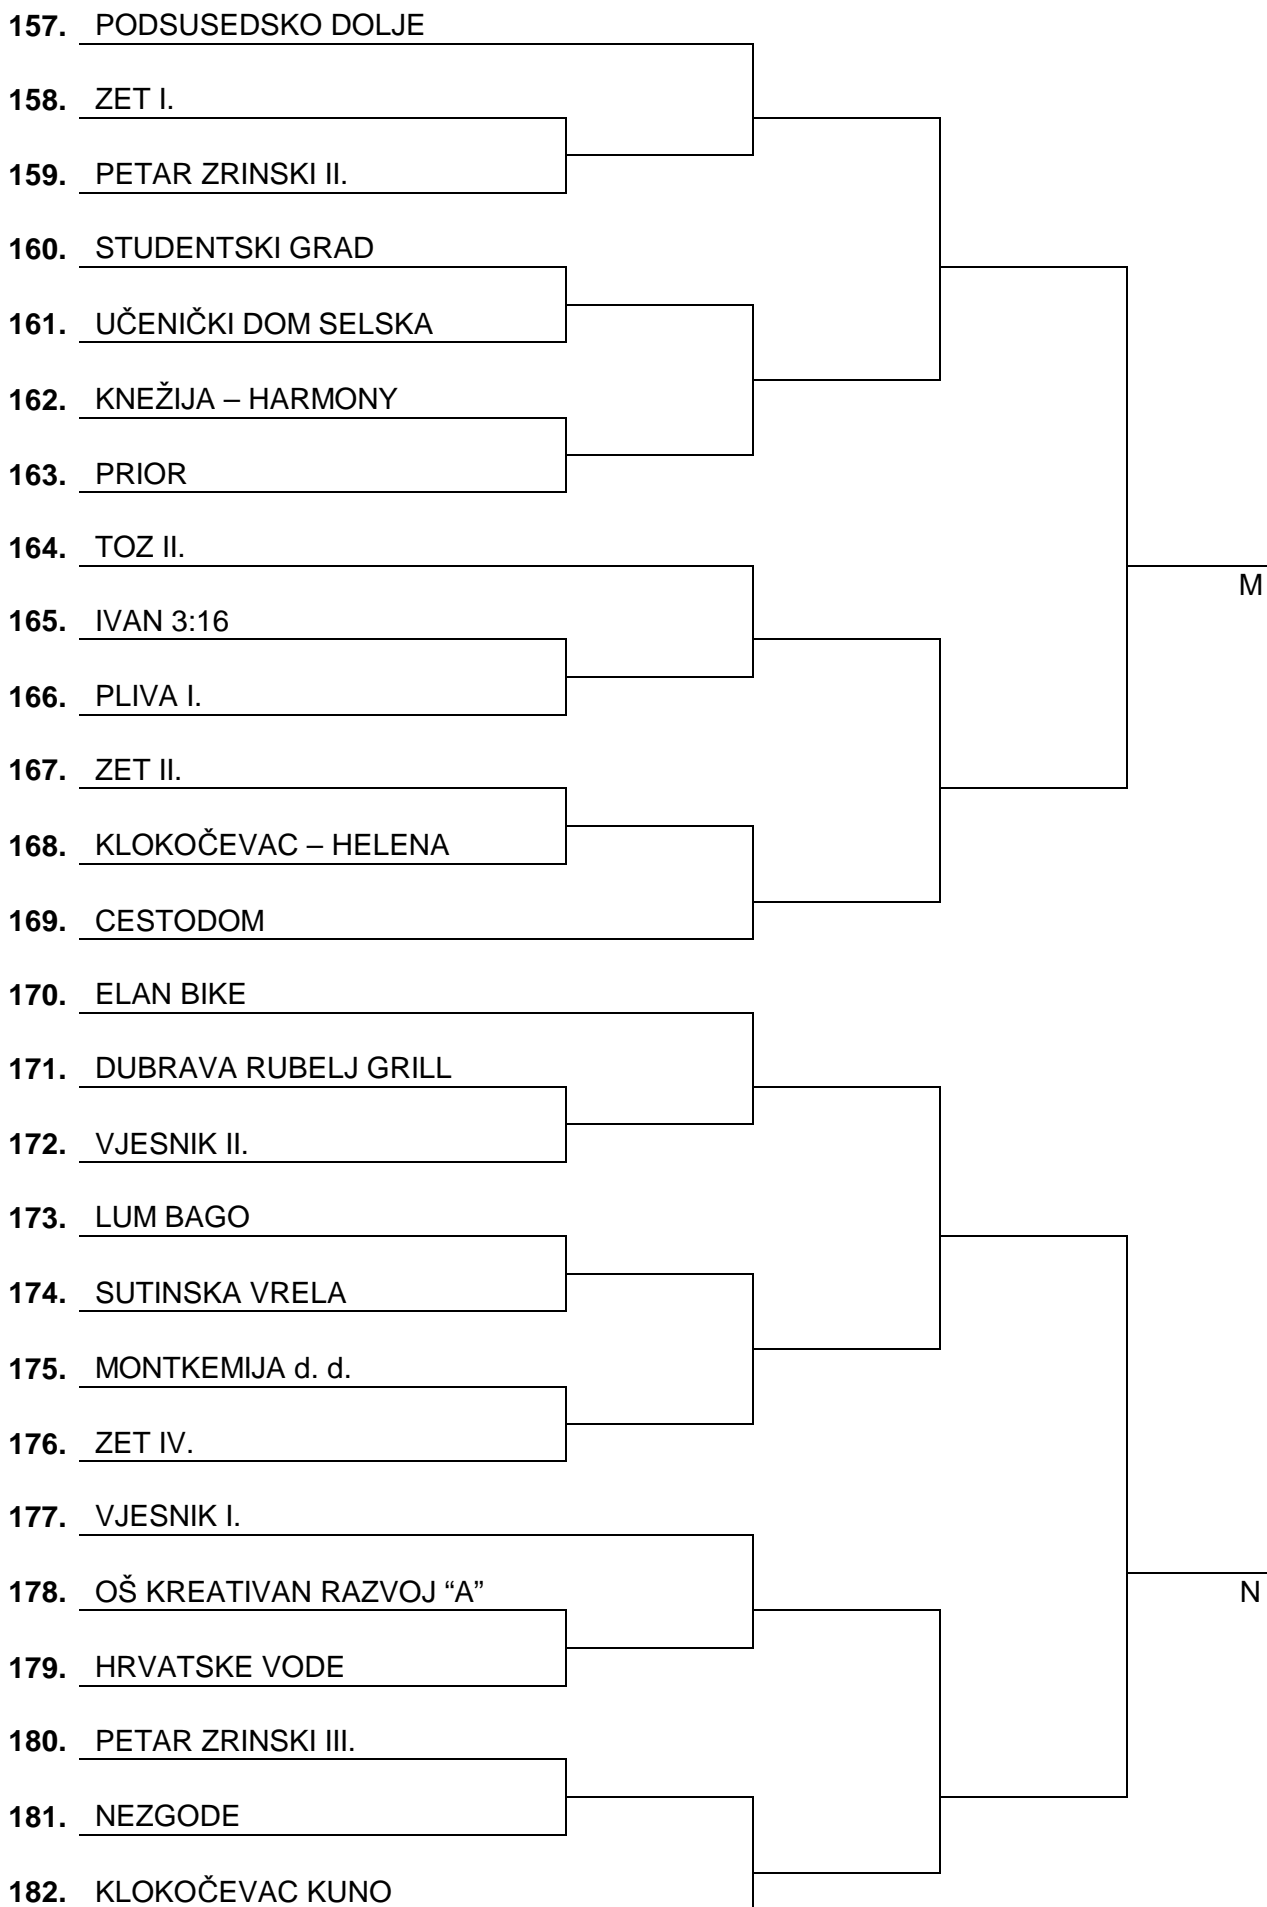 157. PODSUSEDSKO DOLJE
158. ZET I.
159. PETAR ZRINSKI II.
160. STUDENTSKI GRAD
161. UČENIČKI DOM SELSKA
162. KNEŽIJA – HARMONY
163. PRIOR
164. TOZ II.
M
165. IVAN 3:16
166. PLIVA I.
167. ZET II.
168. KLOKOČEVAC – HELENA
169. CESTODOM
170. ELAN BIKE
171. DUBRAVA RUBELJ GRILL
172. VJESNIK II.
173. LUM BAGO
174. SUTINSKA VRELA
175. MONTKEMIJA d. d.
176. ZET IV.
177. VJESNIK I.
178. OŠ KREATIVAN RAZVOJ “A”
N
179. HRVATSKE VODE
180. PETAR ZRINSKI III.
181. NEZGODE
182. KLOKOČEVAC KUNO